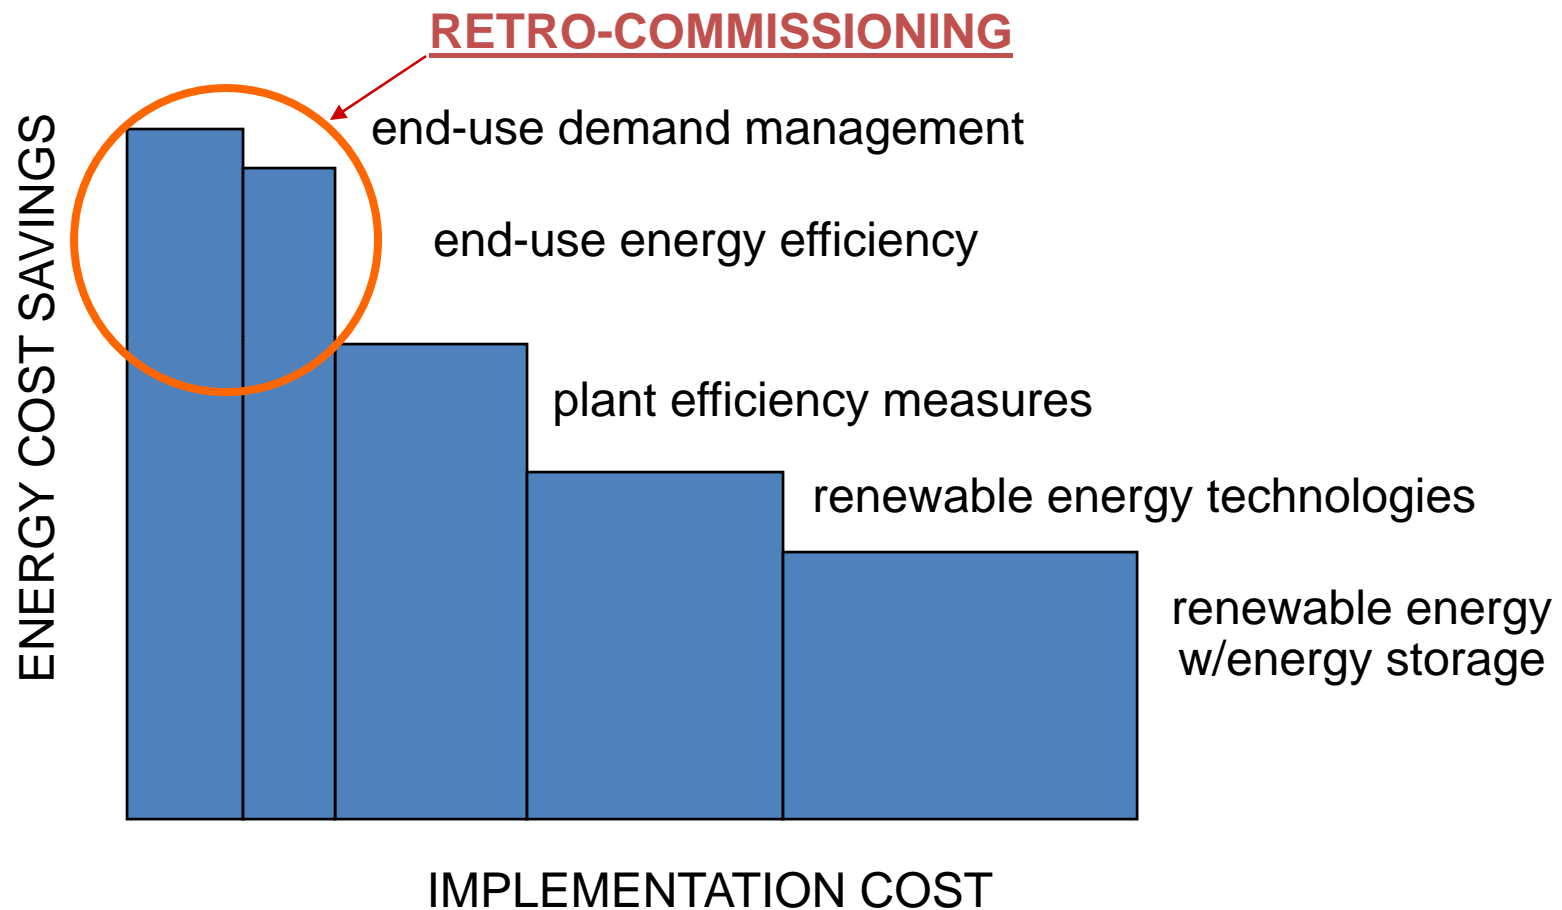 RETRO-COMMISSIONING
end-use demand management
end-use energy efficiency
plant efficiency measures
renewable energy technologies
renewable energy
w/energy storage
ENERGY COST SAVINGS
IMPLEMENTATION COST